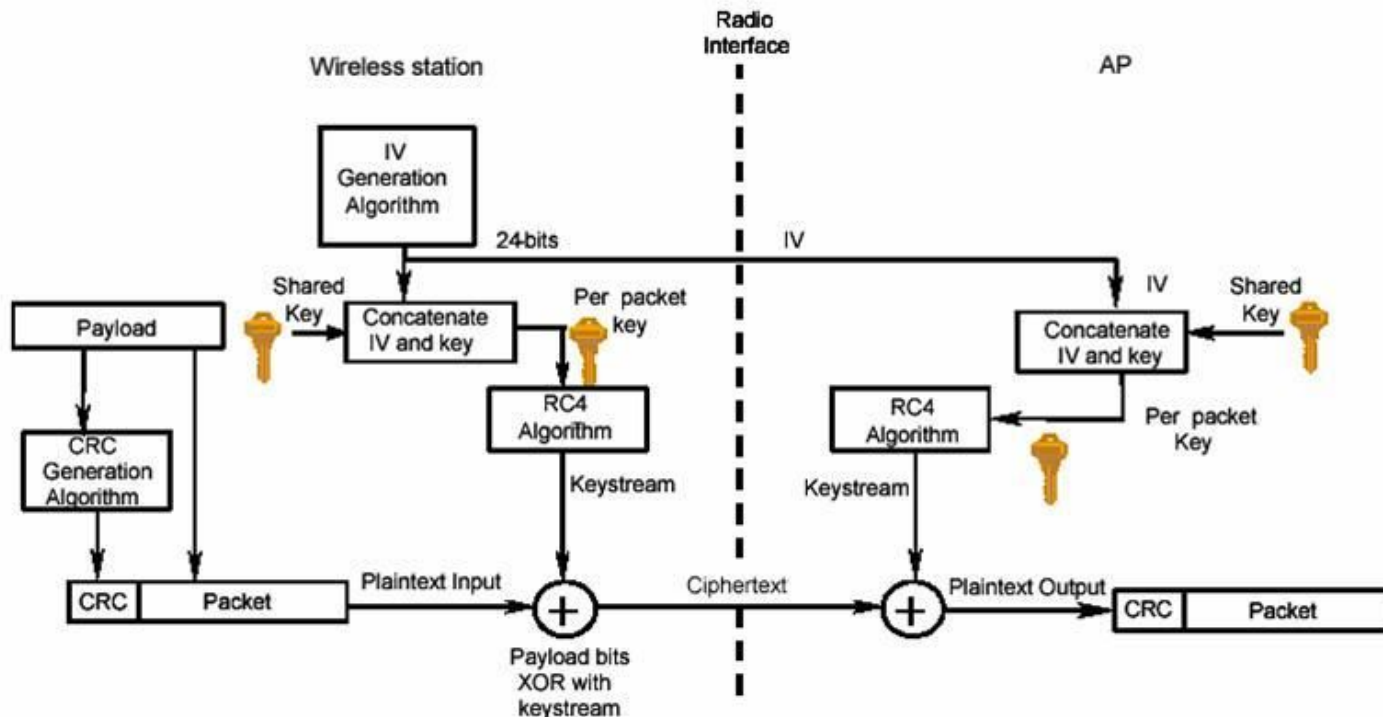 Radio
Interface
Wireless station
AP
IV
Generation
Algorithm
24-bits
IV
Shared
Key
Concatenate
IV and key
Per packet
key
IV
Shared
Key
Concatenate
IV and key
Payload
RC4
Algorithm
RC4
Algorithm
Per packet
Key
CRC
Generation
Algorithm
Keystream
Keystream
CRC
Packet
Plaintext Input
+
Ciphertext
+
Plaintext Output
CRC
Packet
Payload bits
XOR with
keystream